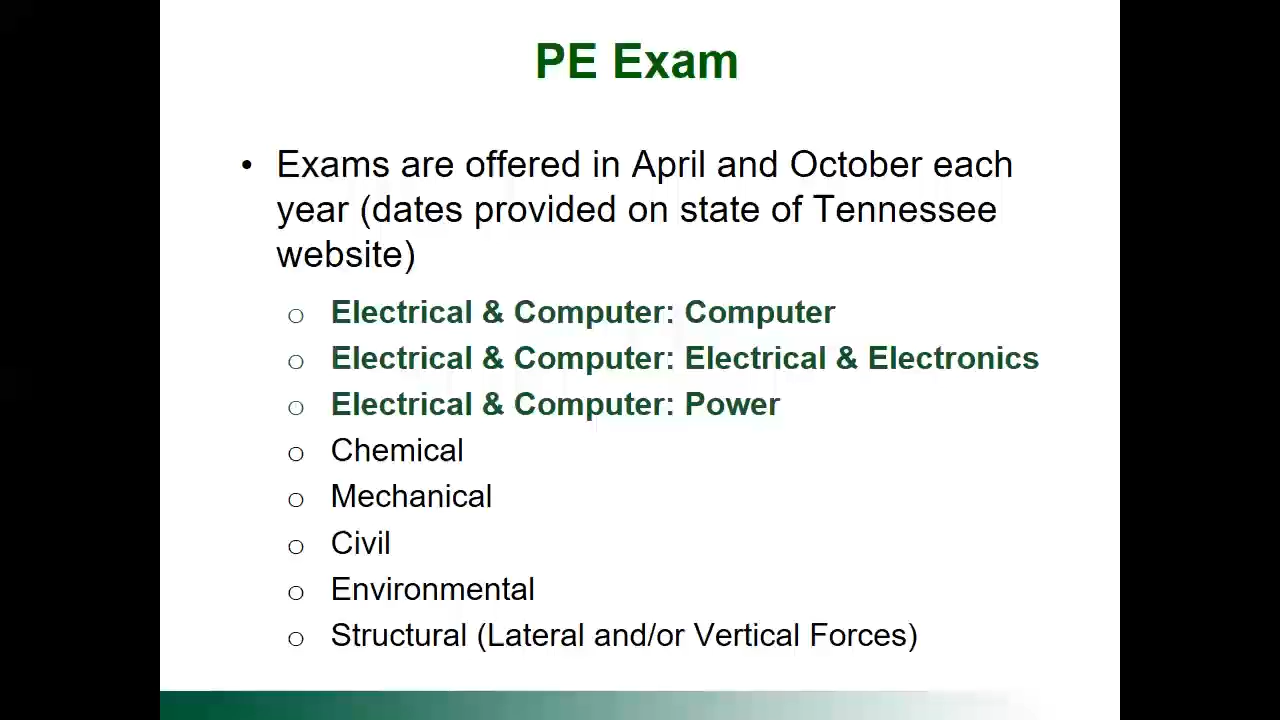 PE Exam
• Exams are offered in April and October each
year (dates provided on state of Tennessee
website)
o Electrical & Computer: Computer
o Electrical & Computer: Electrical & Electronics
o Electrical & Computer: Power
o Chemical
o Mechanical
o Civil
o Environmental
o Structural (Lateral and/or Vertical Forces)